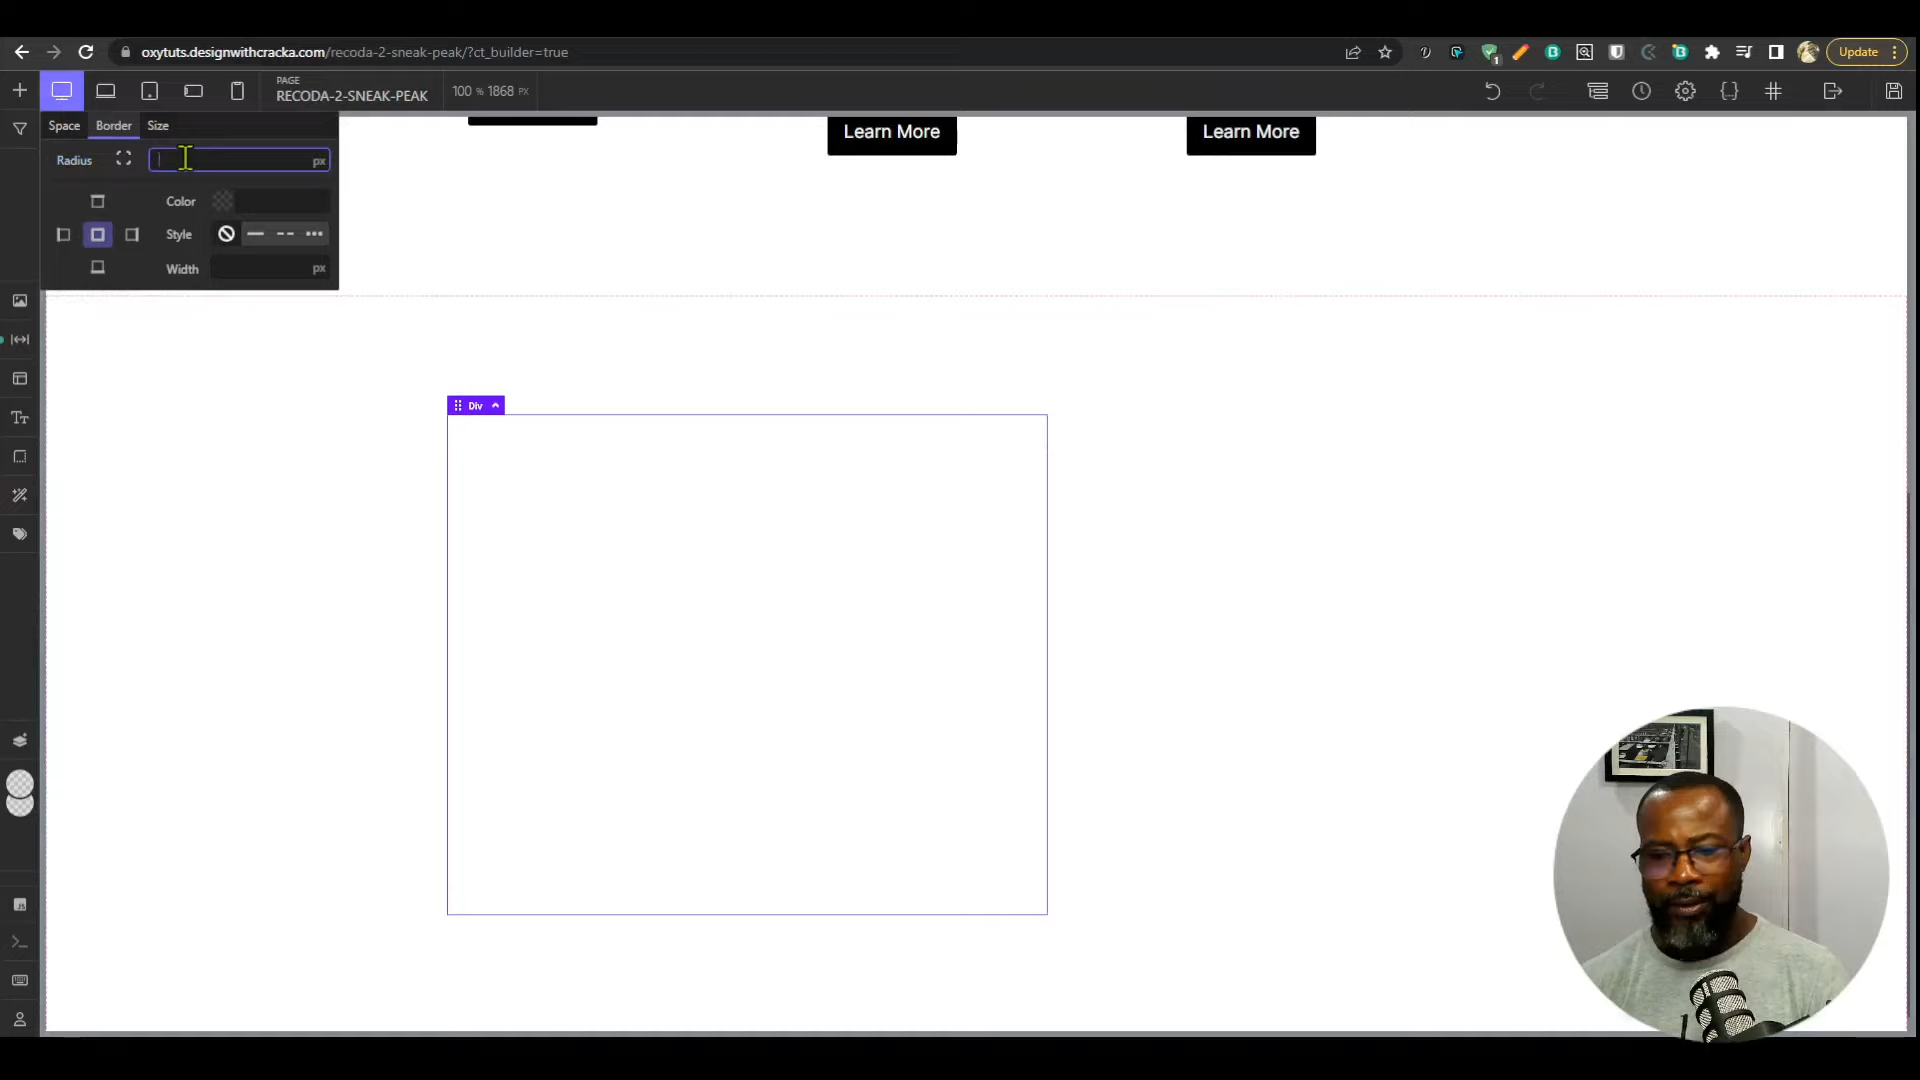 oxytuts.designwithcracka.com/recoda-2-sneak-peak/?ct_builder=true
Update
PAGE
RECODA-2-SNEAK-PEAK
100 % 1868 PX
Space Border Size
Radius px
Color
Style
Width px
Learn More
Learn More
Div